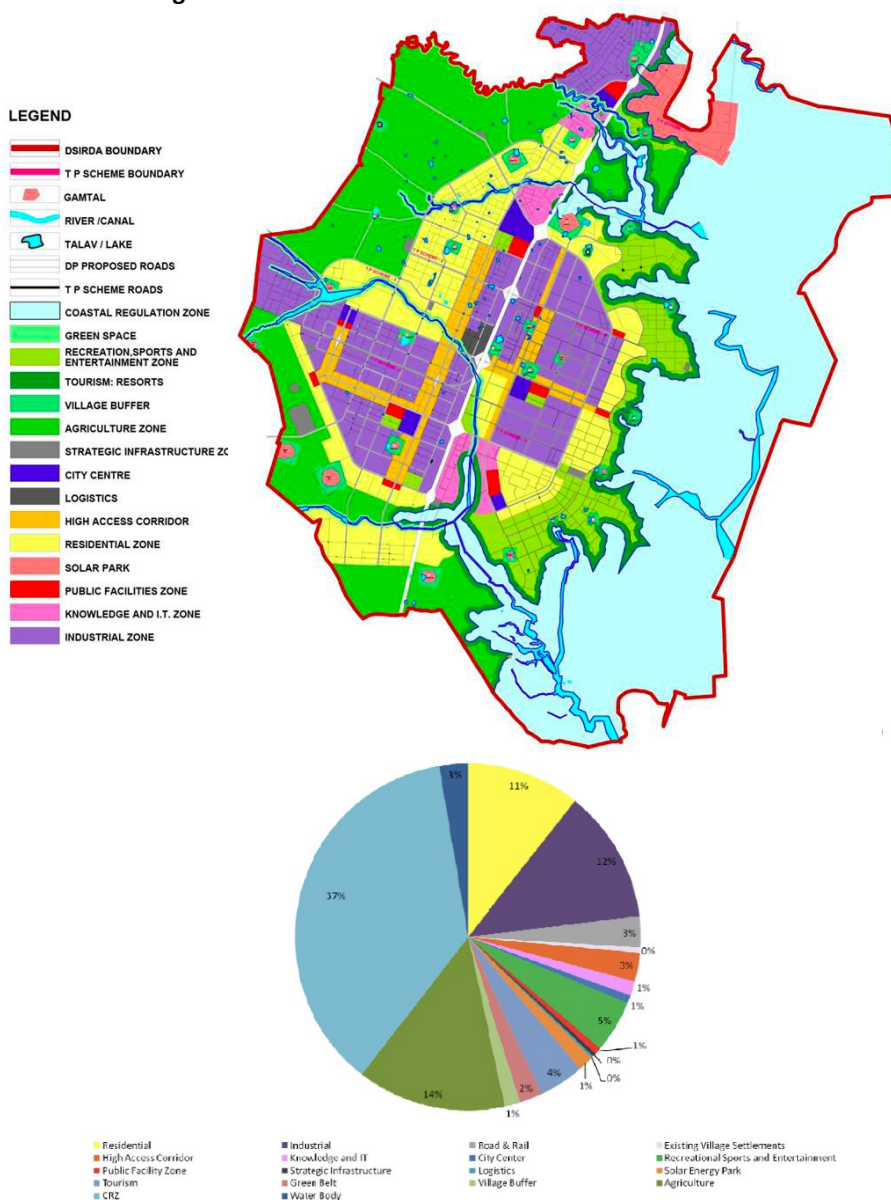 LEGEND
DSIRDA BOUNDARY
T P SCHEME BOUNDARY
GAMTAL
RIVER /CANAL
TALAV / LAKE
DP PROPOSED ROADS
T P SCHEME ROADS
COASTAL REGULATION ZONE
GREEN SPACE
RECREATION,SPORTS AND
ENTERTAINMENT ZONE
TOURISM: RESORTS
VILLAGE BUFFER
AGRICULTURE ZONE
STRATEGIC INFRASTRUCTURE ZC
CITY CENTRE
LOGISTICS
HIGH ACCESS CORRIDOR
RESIDENTIAL ZONE
SOLAR PARK
PUBLIC FACILITIES ZONE
KNOWLEDGE AND I.T. ZONE
INDUSTRIAL ZONE
3%
11%
12%
37%
3%
0%
3%
1%
1%
5%
1%
0%
0%
1%
4%
2%
1%
14%
Residential Industrial Road & Rail Existing Village Settlements
High Access Corridor Knowledge and IT City Center Recreational Sports and Entertainment
Public Facility Zone Strategic Infrastructure Logistics Solar Energy Park
Tourism Green Belt Village Buffer Agriculture
CRZ Water Body